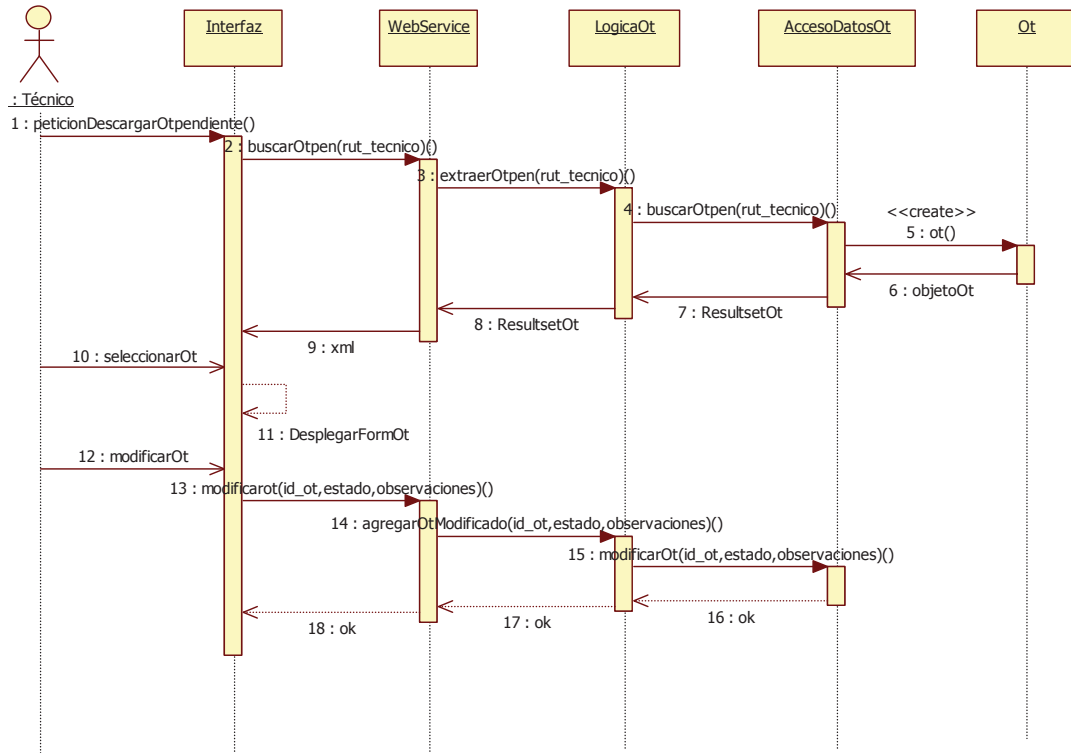 Interfaz
WebService
LogicaOt
AccesoDatosOt
Ot
: Técnico
1 : peticionDescargarOtpendiente()
2 : buscarOtpen(rut_tecnico)()
3 : extraerOtpen(rut_tecnico)()
4 : buscarOtpen(rut_tecnico)()
<<create>>
5 : ot()
6 : objetoOt
7 : ResultsetOt
8 : ResultsetOt
9 : xml
10 : seleccionarOt
11 : DesplegarFormOt
12 : modificarOt
13 : modificarot(id_ot,estado,observaciones)()
14 : agregarOtModificado(id_ot,estado,observaciones)()
15 : modificarOt(id_ot,estado,observaciones)()
16 : ok
17 : ok
18 : ok